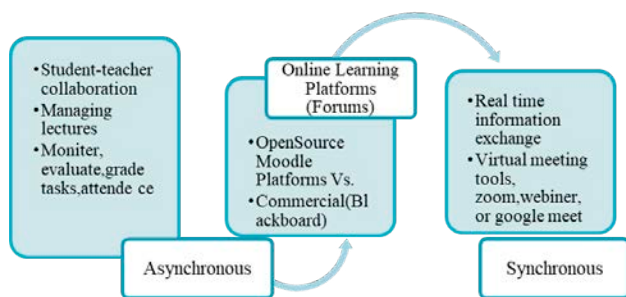 •Student-teacher
collaboration
•Managing
lectures
•Moniter,
evaluate,grade
tasks,attende ce
Asynchronous
Online Learning
Platforms
(Forums)
•OpenSource
Moodle
Platforms Vs.
•Commercial(Bl
ackboard)
•Real time
information
exchange
•Virtual meeting
tools,
zoom,webiner,
or google meet
Synchronous